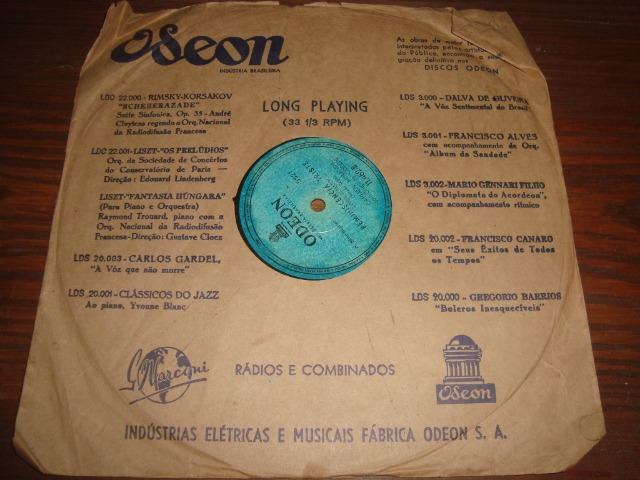 Odeon
INDÚSTRIA BRASILEIRA
As obras de maior
interpretadas pelos artistas
do Público, encontram a sua
gravação definitiva nos
DISCOS ODEON
LONG PLAYING
(33 1/3 RPM)
LDC 22.000 - RIMSKY-KORSAKOV
"SCHEHERAZADE"
Suite Sinfonica, Op. 35 - André
Cluytens regendo a Orq. Nacional
da Radiodifusão Francesa
LDC 22.001 - LISZT - "OS PRELÚDIOS"
Orq. da Sociedade de Concêrtos
do Conservatório de Paris —
Direção : Edouard Lindenberg
LISZT - "FANTASIA HÚNGARA"
(Para Piano e Orquestra)
Raymond Trouard, piano com a
Orq. Nacional da Radiodifusão
Francesa - Direção : Gustave Cloez
LDS 20.003 - CARLOS GARDEL,
"A Vóz que não morre"
LDS 20.001 - CLÁSSICOS DO JAZZ
Ao piano, Yvonne Blanc
LDS 3.000 - DALVA DE OLIVEIRA
"A Vóz Sentimental do Brasil"
LDS 3.001 - FRANCISCO ALVES
com acompanhamento de Orq.
"Album da Saudade"
LDS 3.002 - MARIO GENNARI FILHO
"O Diplomata do Acordeon",
com acompanhamento ritmico
LDS 20.002 - FRANCISCO CANARO
em "Seus Êxitos de Todos
os Tempos"
LDS 20.000 - GREGORIO BARRIOS
"Boleros Inesquecíveis"
ODEON
G. Marconi
RÁDIOS E COMBINADOS
Odeon
INDÚSTRIAS ELÉTRICAS E MUSICAIS FÁBRICA ODEON S. A.